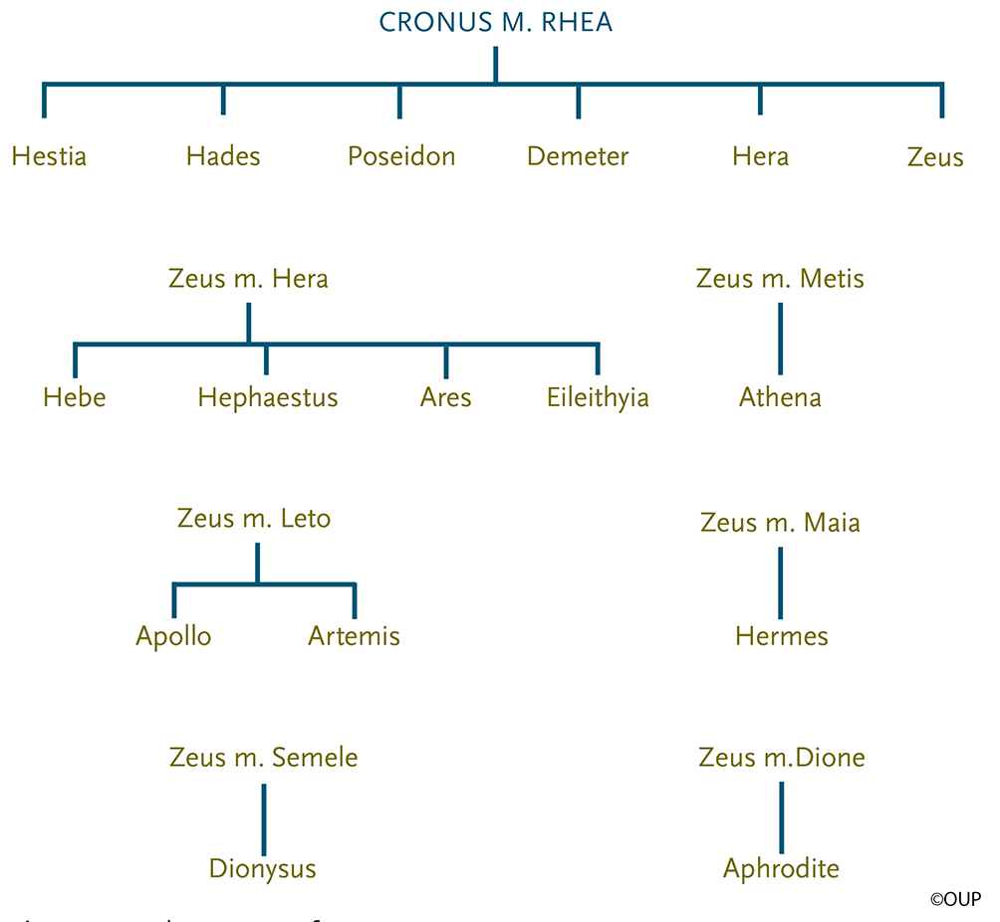 CRONUS M. RHEA
Hestia Hades Poseidon Demeter Hera Zeus
Zeus m. Hera Zeus m. Metis
Hebe Hephaestus Ares Eileithyia Athena
Zeus m. Leto Zeus m. Maia
Apollo Artemis Hermes
Zeus m. Semele Zeus m.Dione
Dionysus Aphrodite
©OUP